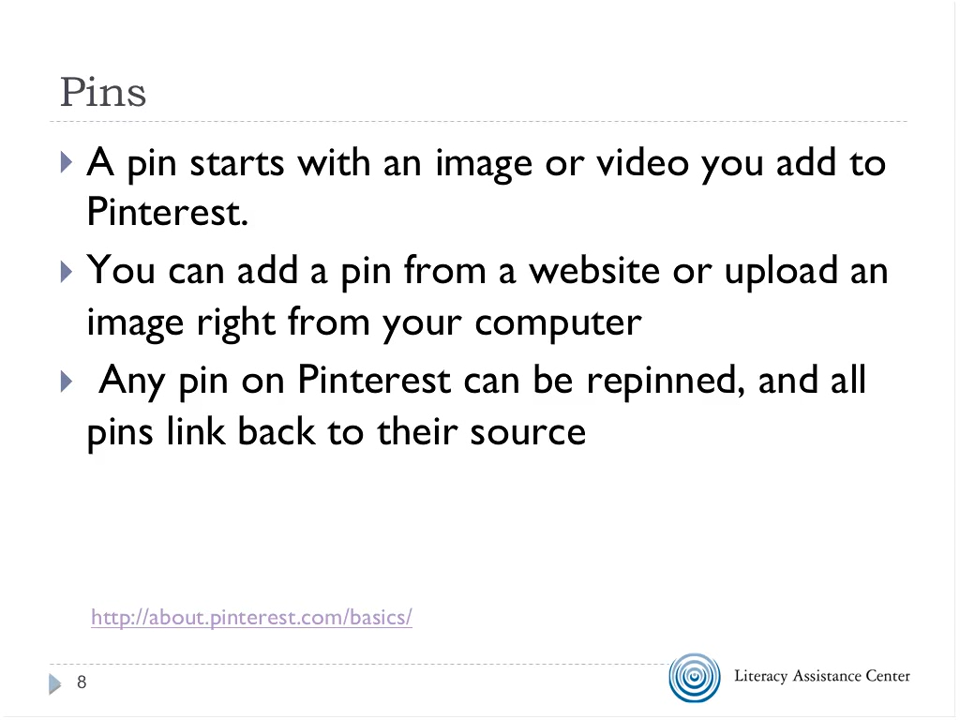 Pins
A pin starts with an image or video you add to
Pinterest.
You can add a pin from a website or upload an
image right from your computer
Any pin on Pinterest can be repinned, and all
pins link back to their source
http://about.pinterest.com/basics/
8
Literacy Assistance Center